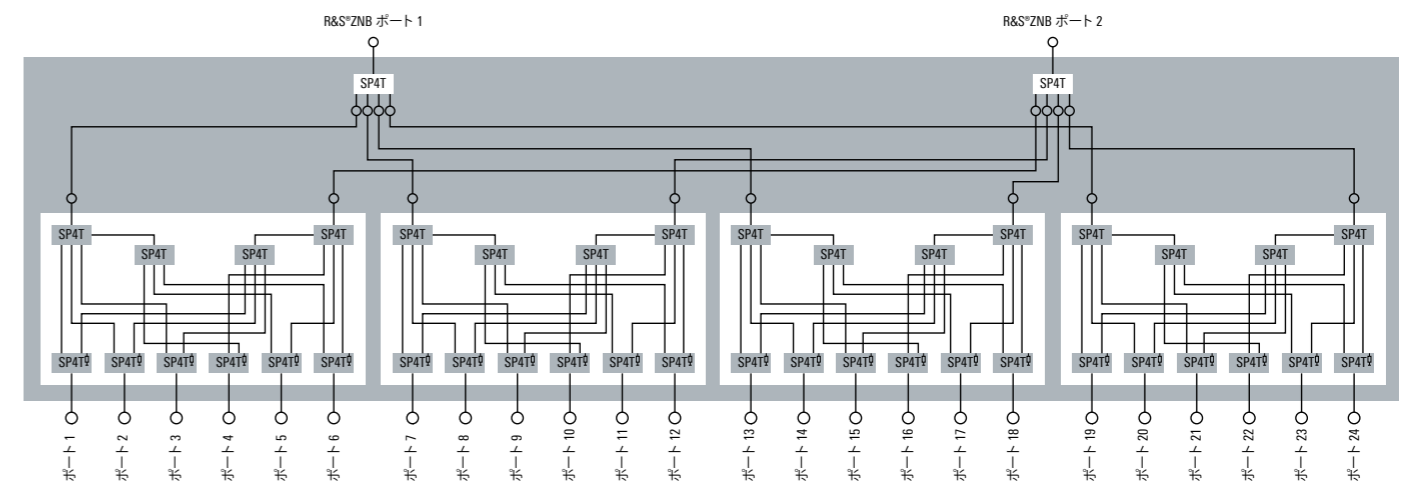 R&S®ZNB ポート 1
R&S®ZNB ポート 2
SP4T SP4T
SP4T SP4T SP4T SP4T SP4T SP4T SP4T SP4T
SP4T SP4T SP4T SP4T SP4T SP4T SP4T SP4T
SP4T SP4T SP4T SP4T SP4T SP4T SP4T SP4T SP4T SP4T SP4T SP4T SP4T SP4T SP4T SP4T SP4T SP4T SP4T SP4T SP4T SP4T SP4T SP4T
ポート 1
ポート 2
ポート 3
ポート 4
ポート 5
ポート 6
ポート 7
ポート 8
ポート 9
ポート 10
ポート 11
ポート 12
ポート 13
ポート 14
ポート 15
ポート 16
ポート 17
ポート 18
ポート 19
ポート 20
ポート 21
ポート 22
ポート 23
ポート 24